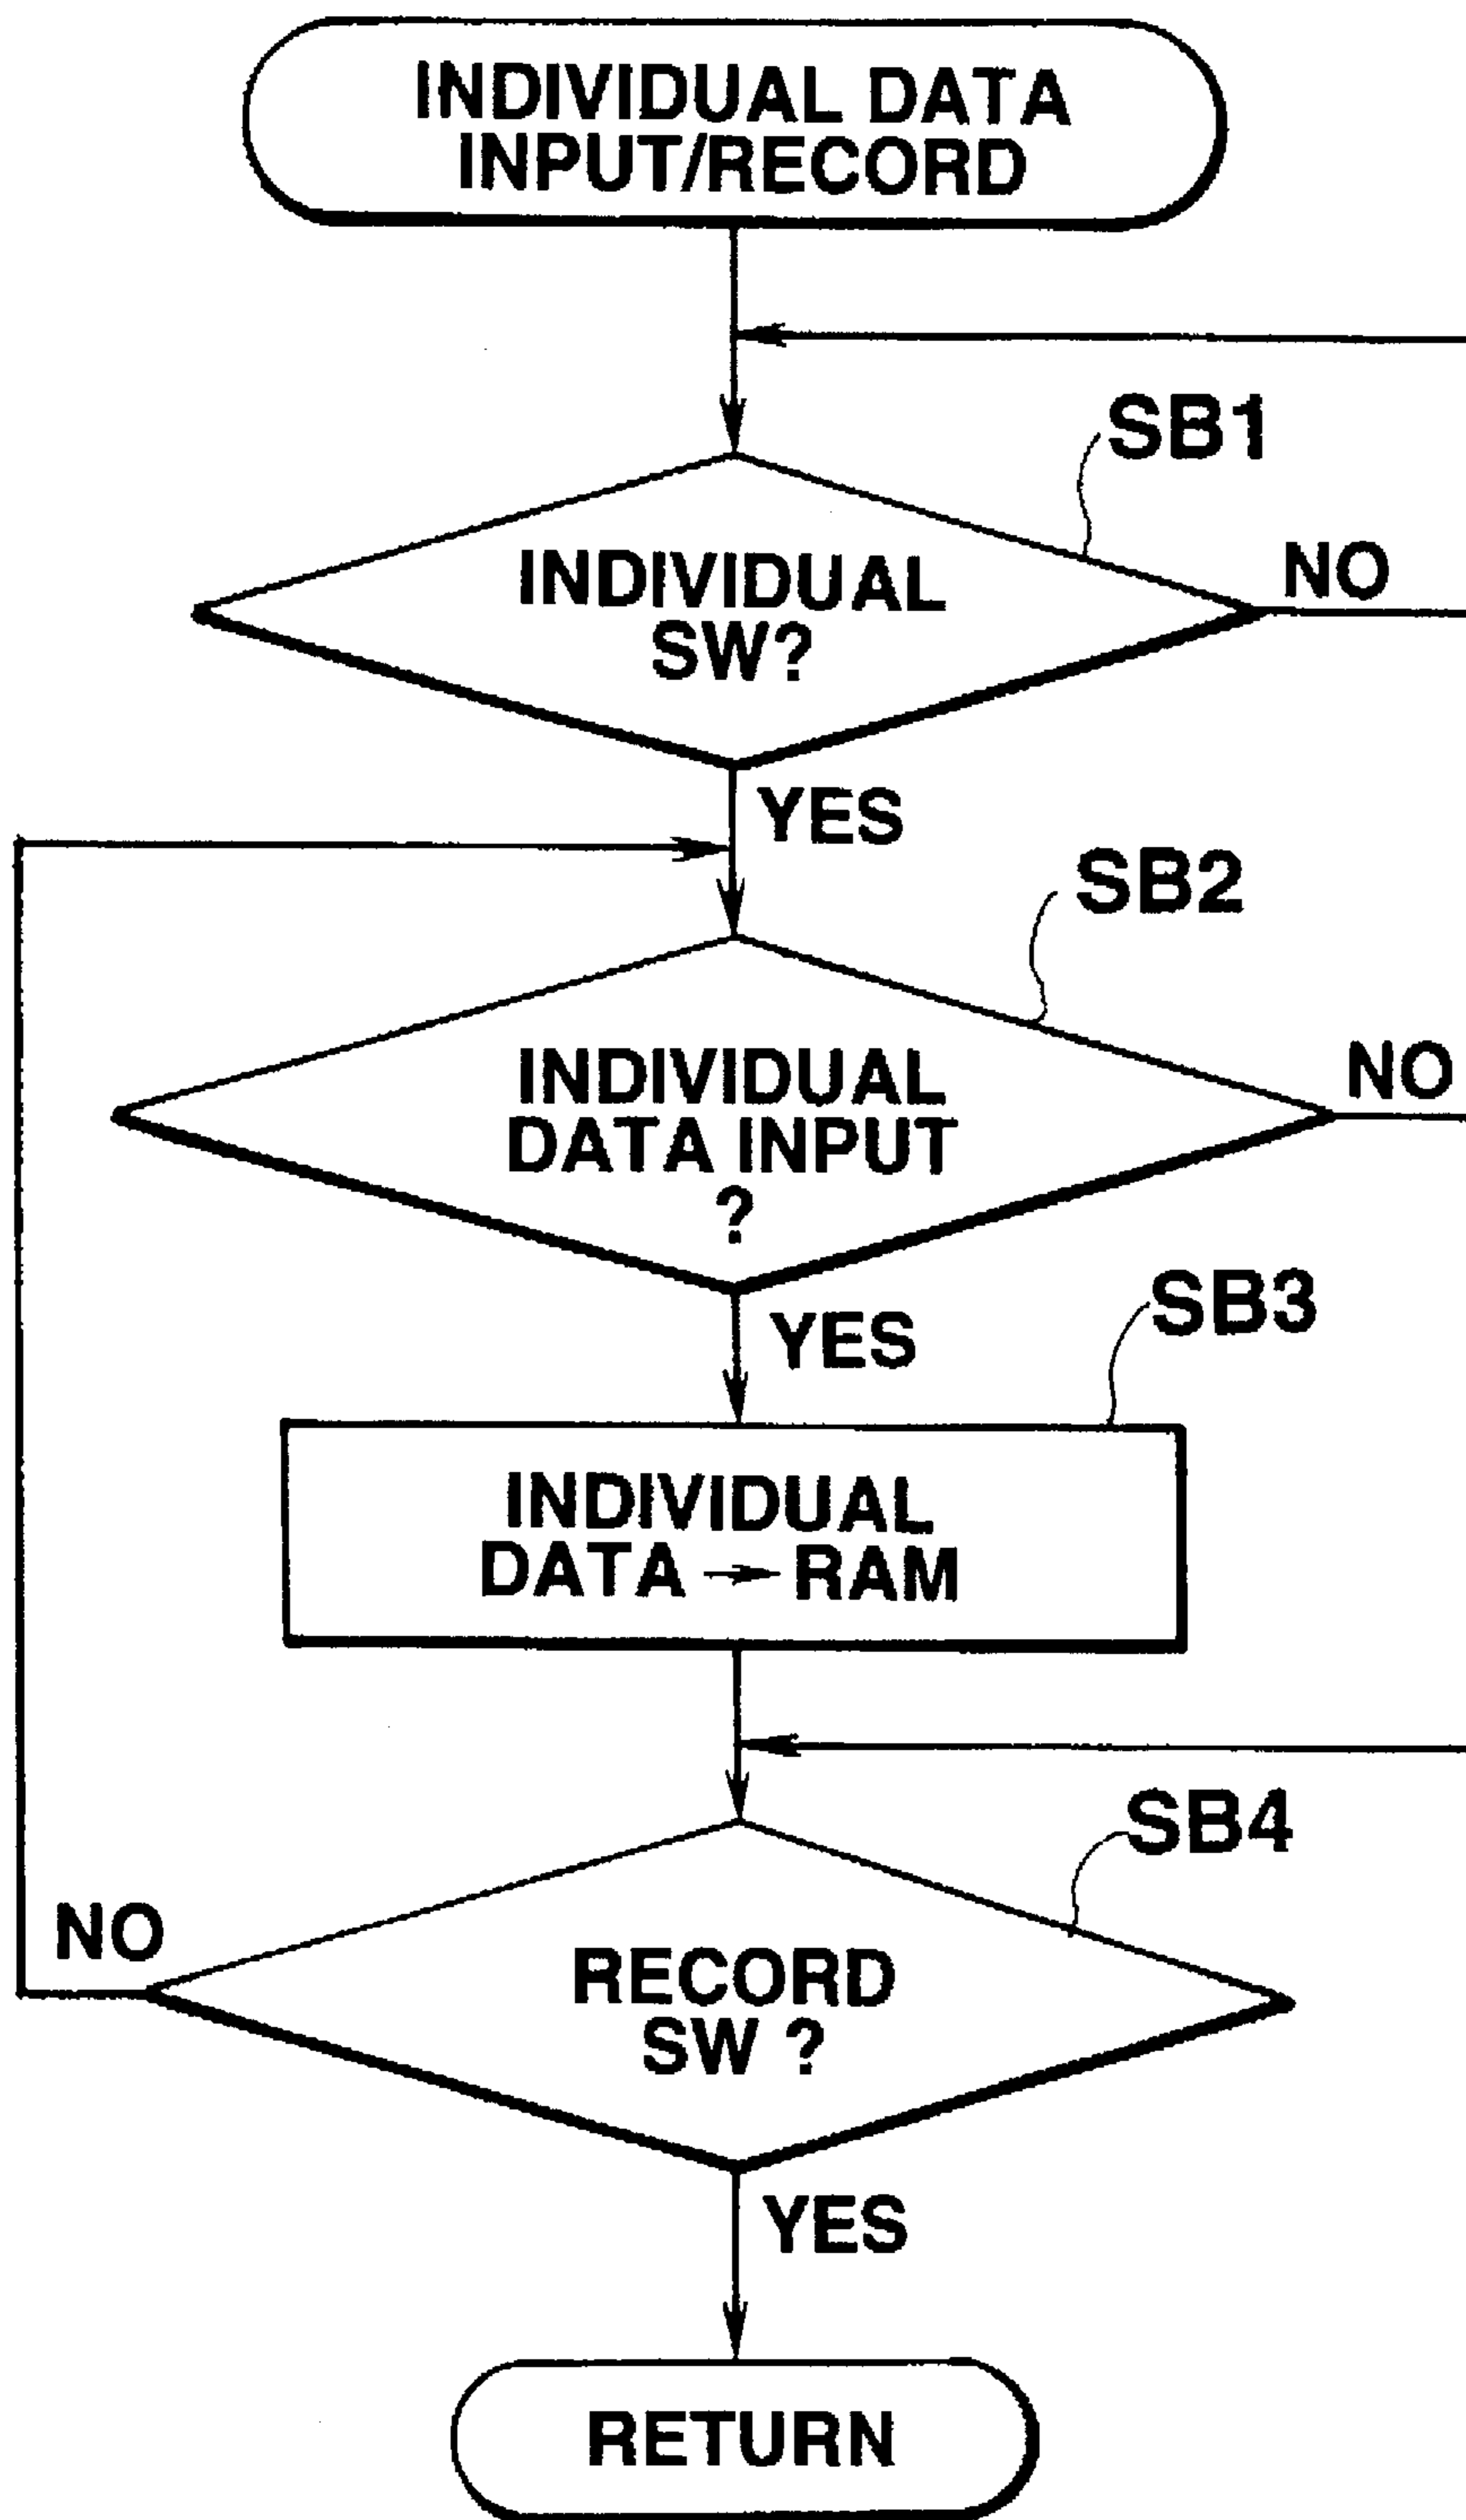 INDIVIDUAL DATA
INPUT/RECORD
SB1
INDIVIDUAL
SW?
NO
YES
SB2
INDIVIDUAL
DATA INPUT
?
NO
YES
SB3
INDIVIDUAL
DATA → RAM
SB4
NO
RECORD
SW ?
YES
RETURN